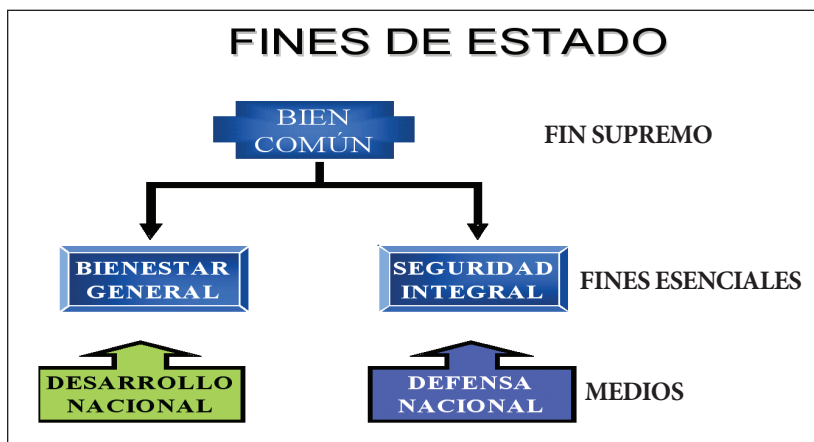 FINES DE ESTADO
BIEN
COMÚN
FIN SUPREMO
BIENESTAR
GENERAL
SEGURIDAD
INTEGRAL
FINES ESENCIALES
DESARROLLO
NACIONAL
DEFENSA
NACIONAL
MEDIOS